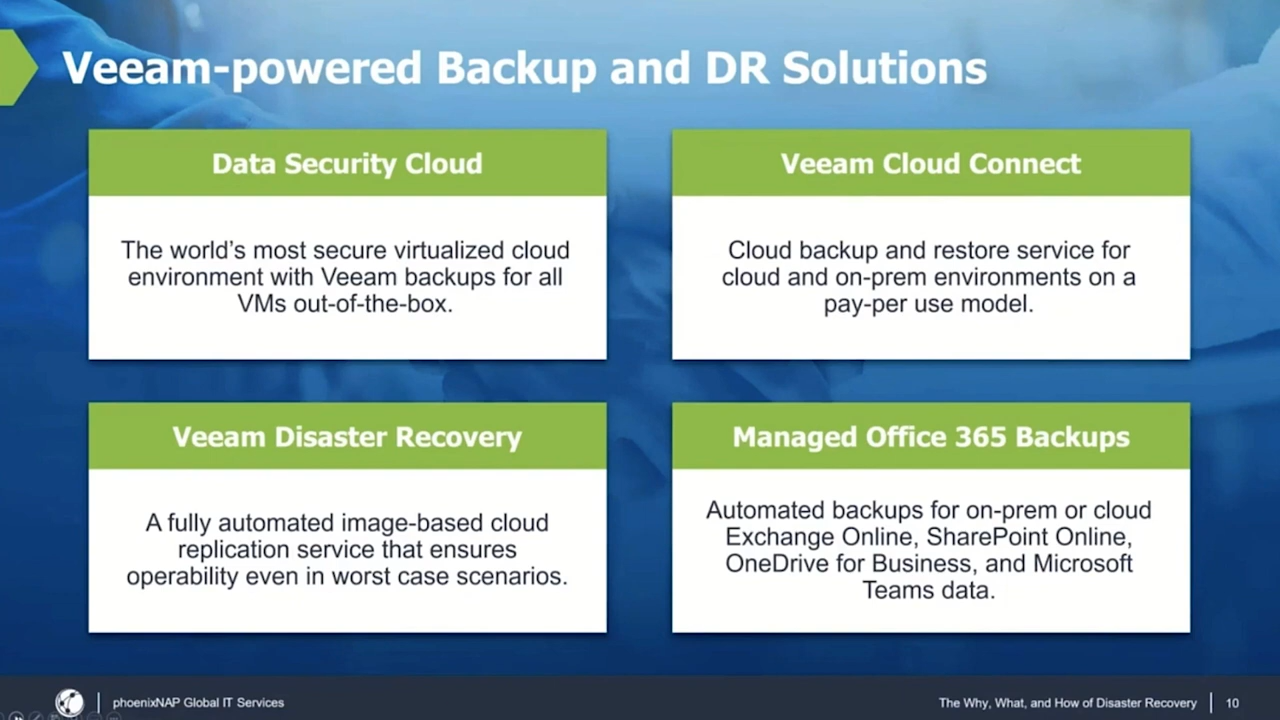 Veeam-powered Backup and DR Solutions
Data Security Cloud
The world’s most secure virtualized cloud
environment with Veeam backups for all
VMs out-of-the-box.
Veeam Cloud Connect
Cloud backup and restore service for
cloud and on-prem environments on a
pay-per use model.
Veeam Disaster Recovery
A fully automated image-based cloud
replication service that ensures
operability even in worst case scenarios.
Managed Office 365 Backups
Automated backups for on-prem or cloud
Exchange Online, SharePoint Online,
OneDrive for Business, and Microsoft
Teams data.
phoenixNAP Global IT Services
The Why, What, and How of Disaster Recovery
10